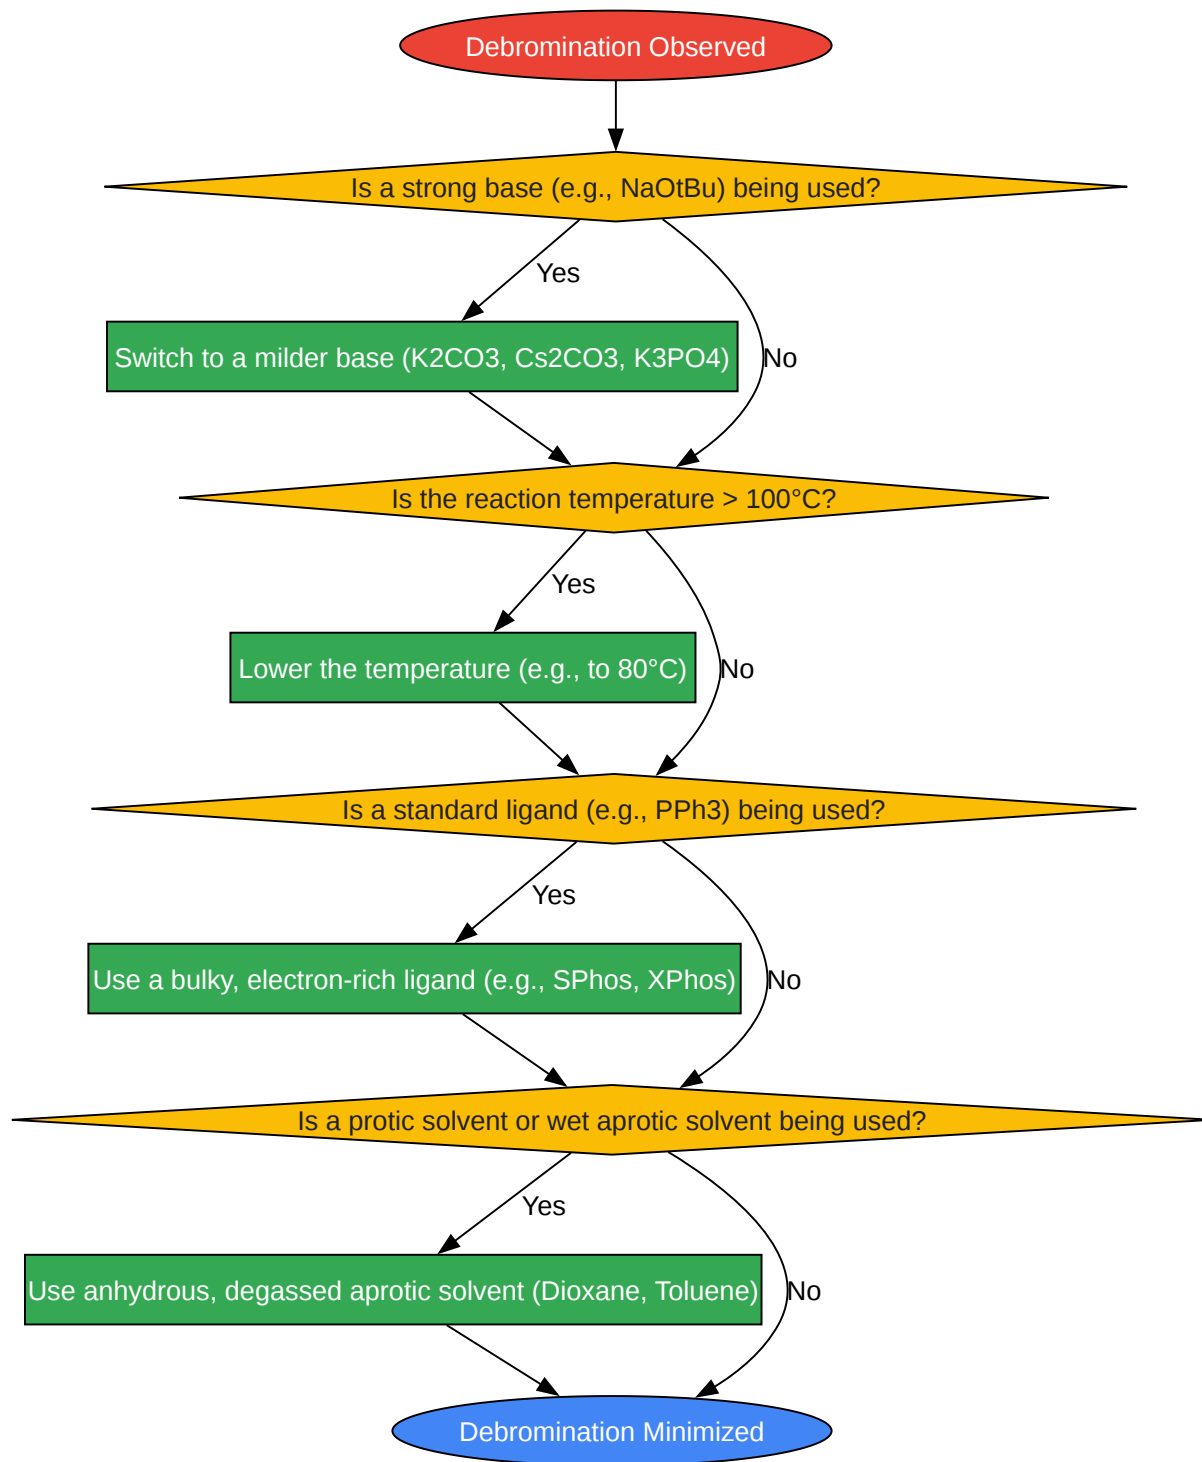 Debromination Observed
Is a strong base (e.g., NaOtBu) being used?
Yes
Switch to a milder base (K2CO3, Cs2CO3, K3PO4)
No
Is the reaction temperature > 100°C?
Yes
Lower the temperature (e.g., to 80°C)
No
Is a standard ligand (e.g., PPh3) being used?
Yes
Use a bulky, electron-rich ligand (e.g., SPhos, XPhos)
No
Is a protic solvent or wet aprotic solvent being used?
Yes
Use anhydrous, degassed aprotic solvent (Dioxane, Toluene)
No
Debromination Minimized